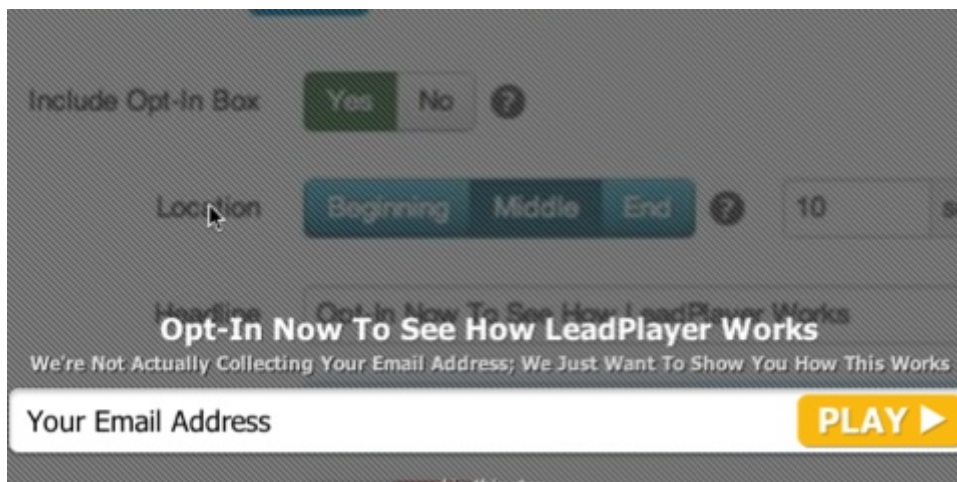 Include Opt-In Box Yes No ?
Location Beginning Middle End ? 10
Headline Opt-In Now To See How LeadPlayer Works
Opt-In Now To See How LeadPlayer Works
We're Not Actually Collecting Your Email Address; We Just Want To Show You How This Works
Your Email Address PLAY